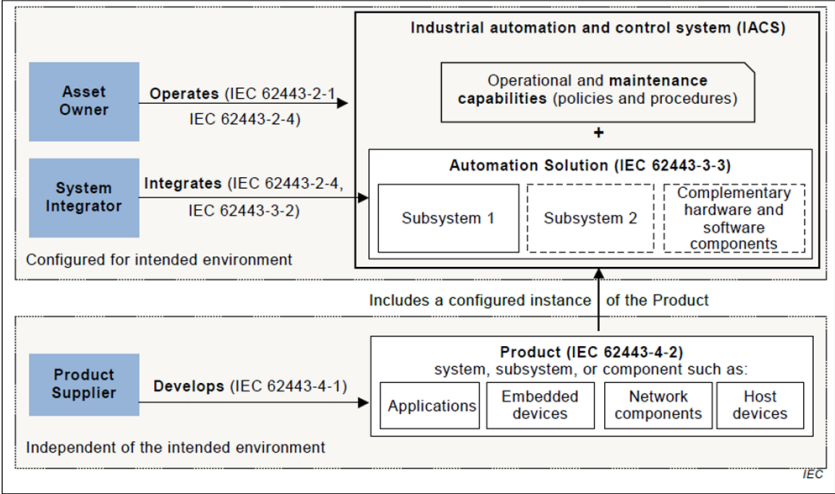 Industrial automation and control system (IACS)
Asset
Owner
Operates (IEC 62443-2-1
IEC 62443-2-4)
Operational and maintenance
capabilities (policies and procedures)
+
System
Integrator
Integrates (IEC 62443-2-4,
IEC 62443-3-2)
Automation Solution (IEC 62443-3-3)
Subsystem 1
Subsystem 2
Complementary
hardware and
software
components
Configured for intended environment
Includes a configured instance of the Product
Product
Supplier
Develops (IEC 62443-4-1)
Product (IEC 62443-4-2)
system, subsystem, or component such as:
Applications
Embedded
devices
Network
components
Host
devices
Independent of the intended environment
IEC